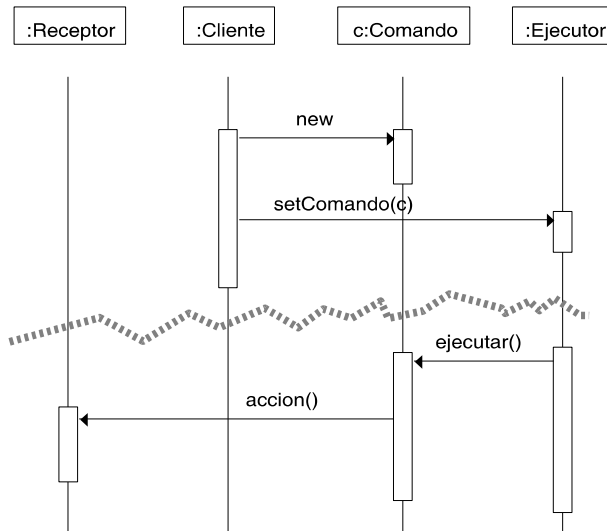 :Receptor
:Cliente
c:Comando
:Ejecutor
new
setComando(c)
ejecutar()
accion()